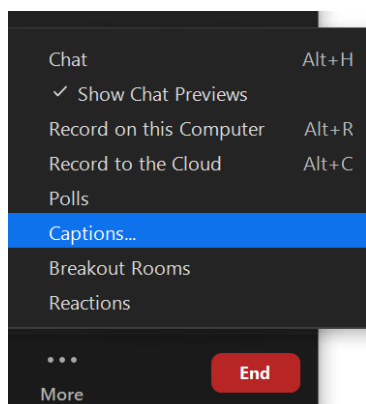 Chat Alt+H
✓ Show Chat Previews
Record on this Computer Alt+R
Record to the Cloud Alt+C
Polls
Captions...
Breakout Rooms
Reactions
End
More